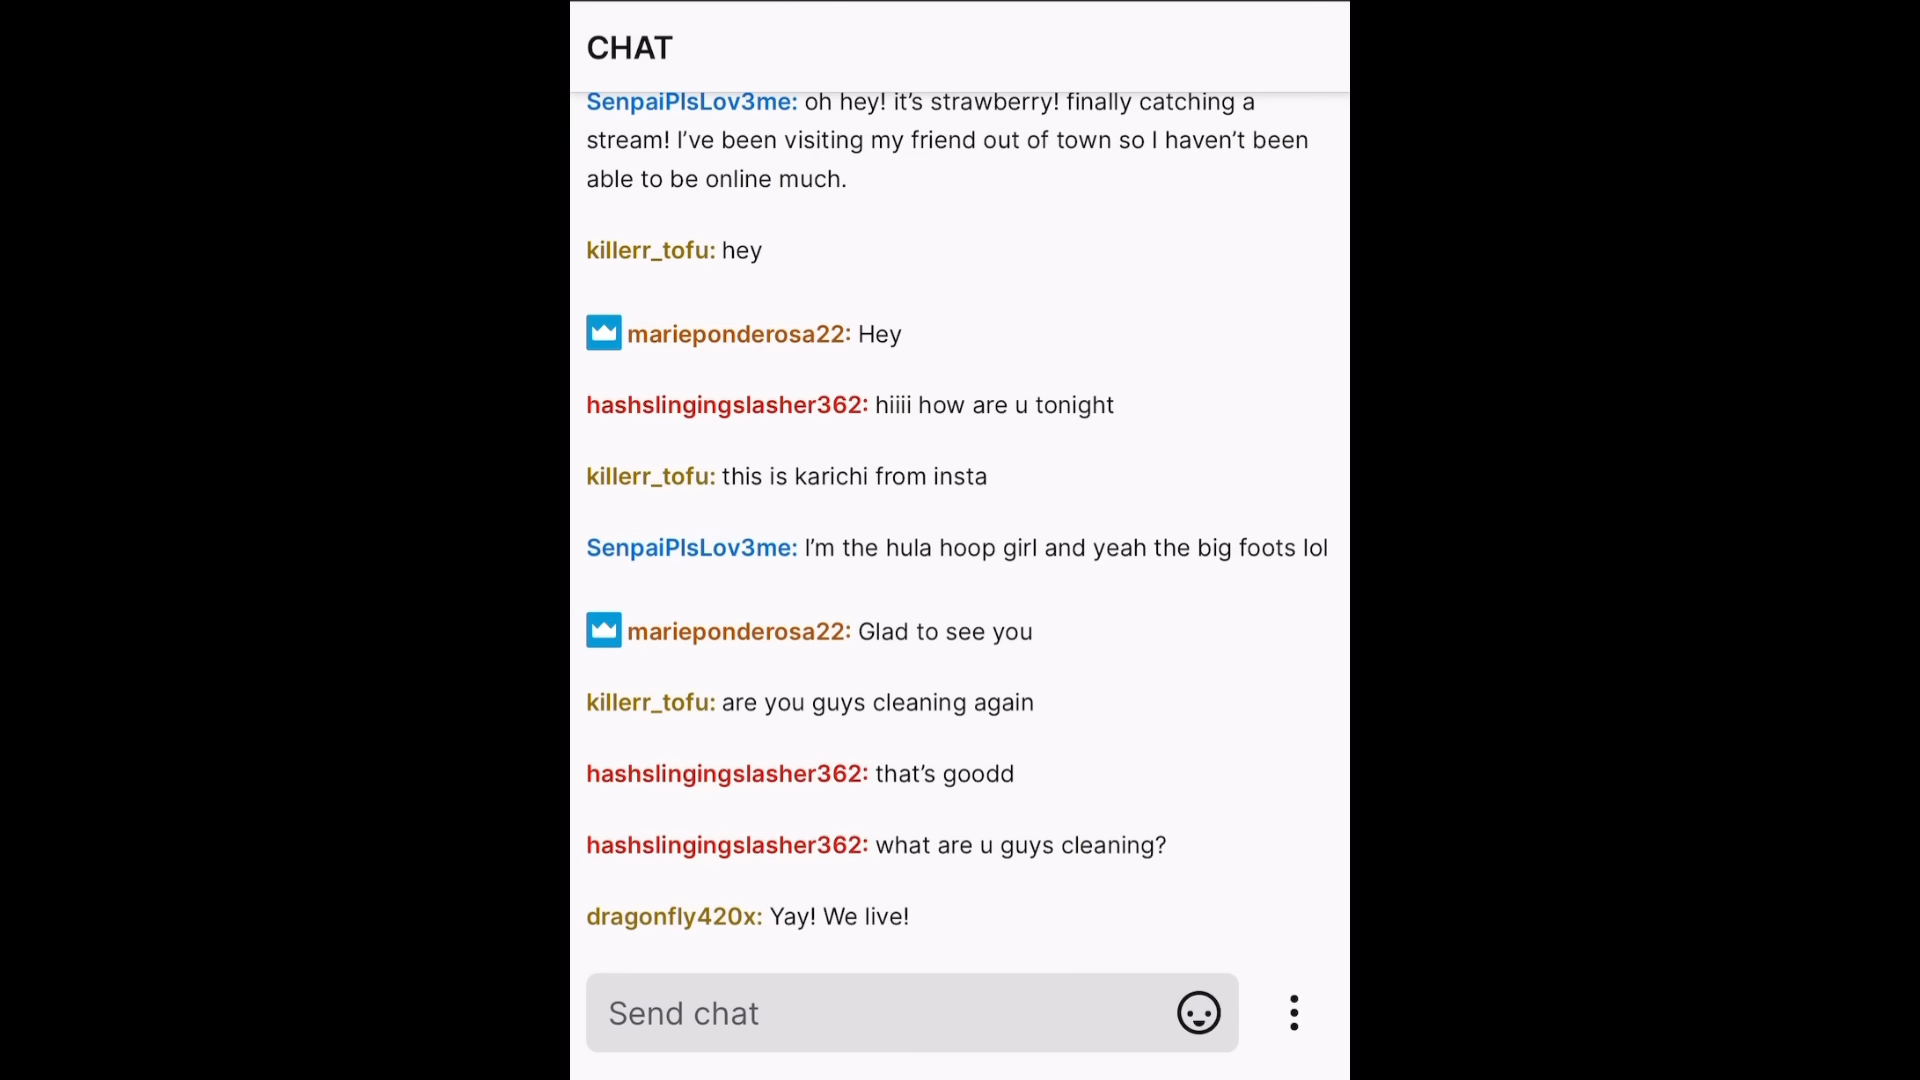 CHAT
SenpaiPlsLov3me: oh hey! it’s strawberry! finally catching a
stream! I’ve been visiting my friend out of town so I haven’t been
able to be online much.
killerr_tofu: hey
marieponderosa22: Hey
hashslingingslasher362: hiiii how are u tonight
killerr_tofu: this is karichi from insta
SenpaiPlsLov3me: I’m the hula hoop girl and yeah the big foots lol
marieponderosa22: Glad to see you
killerr_tofu: are you guys cleaning again
hashslingingslasher362: that’s goodd
hashslingingslasher362: what are u guys cleaning?
dragonfly420x: Yay! We live!
Send chat